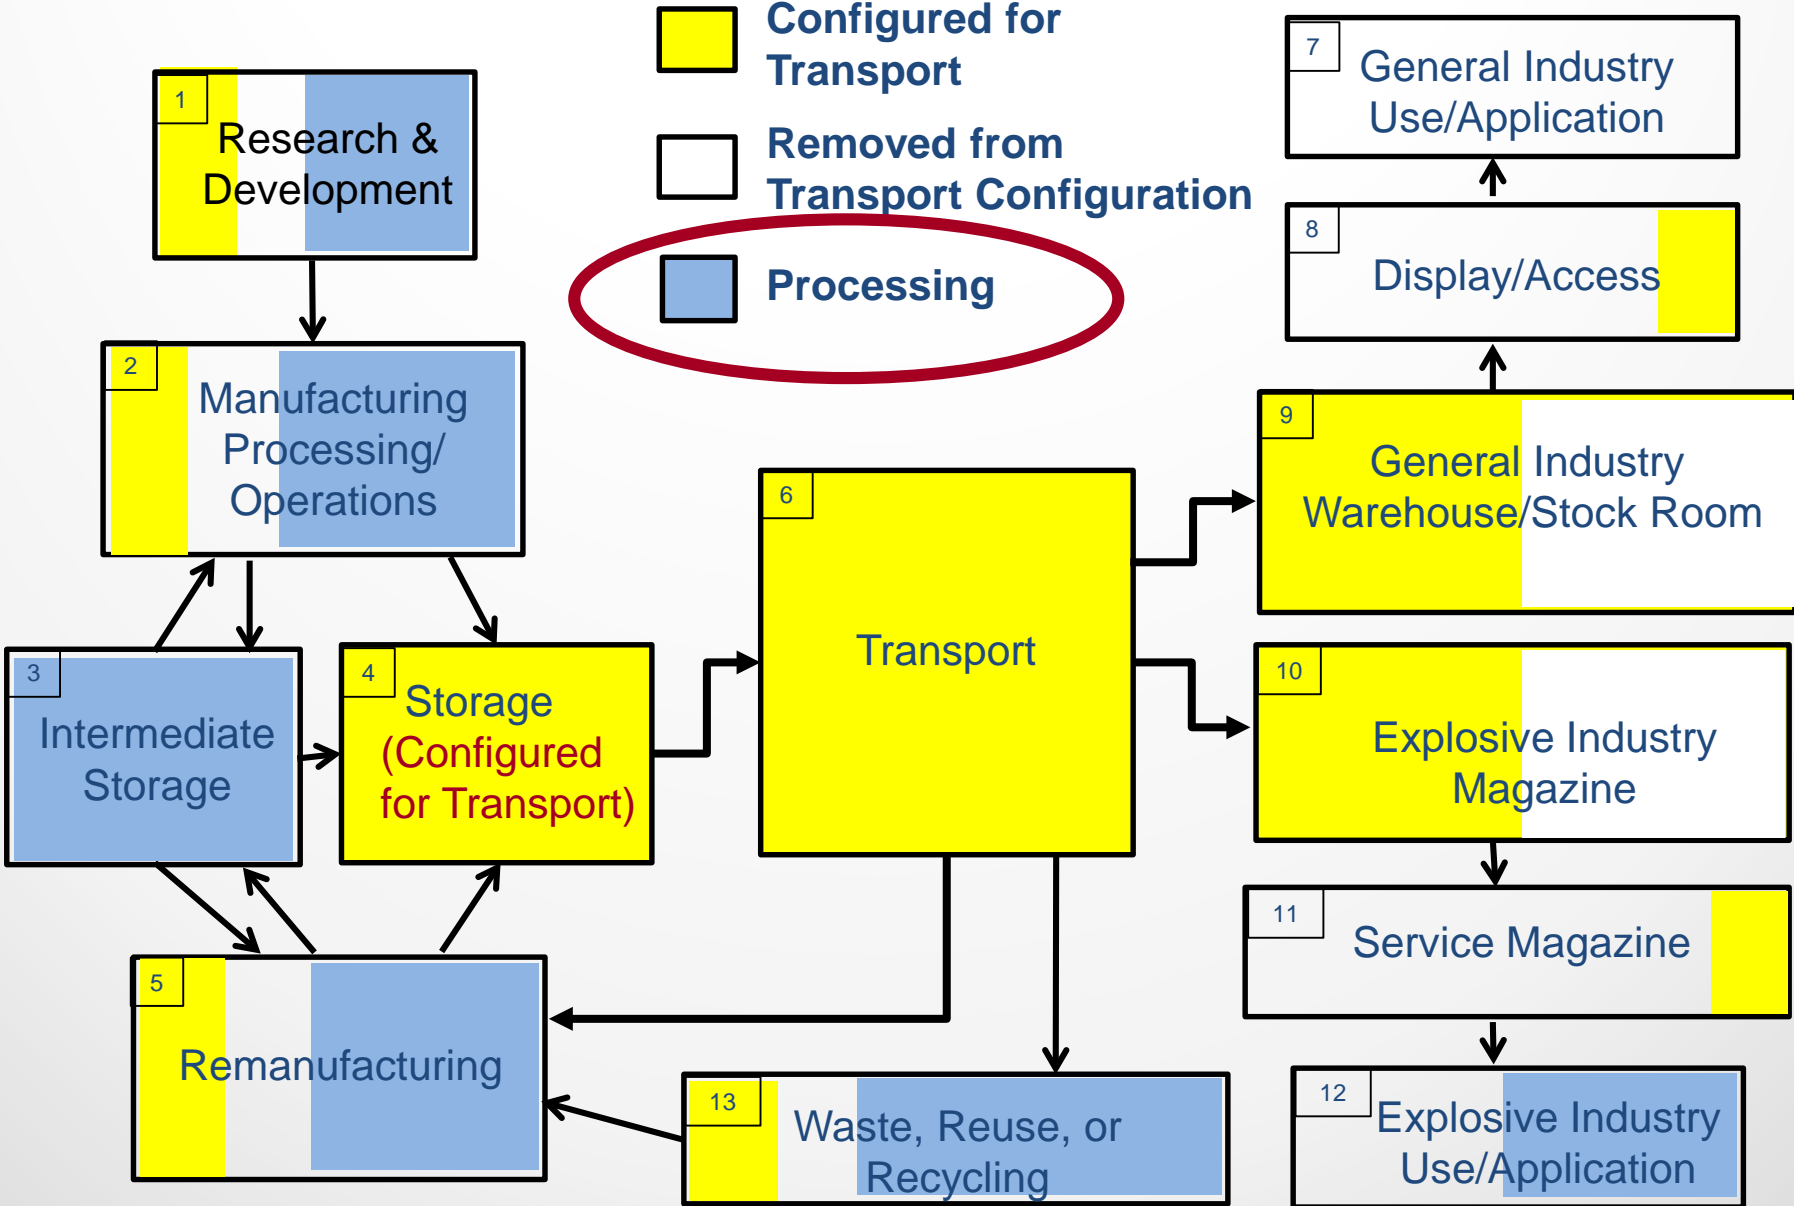 Configured for
Transport
Removed from
Transport Configuration
Processing
1
Research &
Development
2
Manufacturing
Processing/
Operations
3
Intermediate
Storage
4
Storage
(Configured
for Transport)
5
Remanufacturing
6
Transport
7
General Industry
Use/Application
8
Display/Access
9
General Industry
Warehouse/Stock Room
10
Explosive Industry
Magazine
11
Service Magazine
12
Explosive Industry
Use/Application
13
Waste, Reuse, or
Recycling